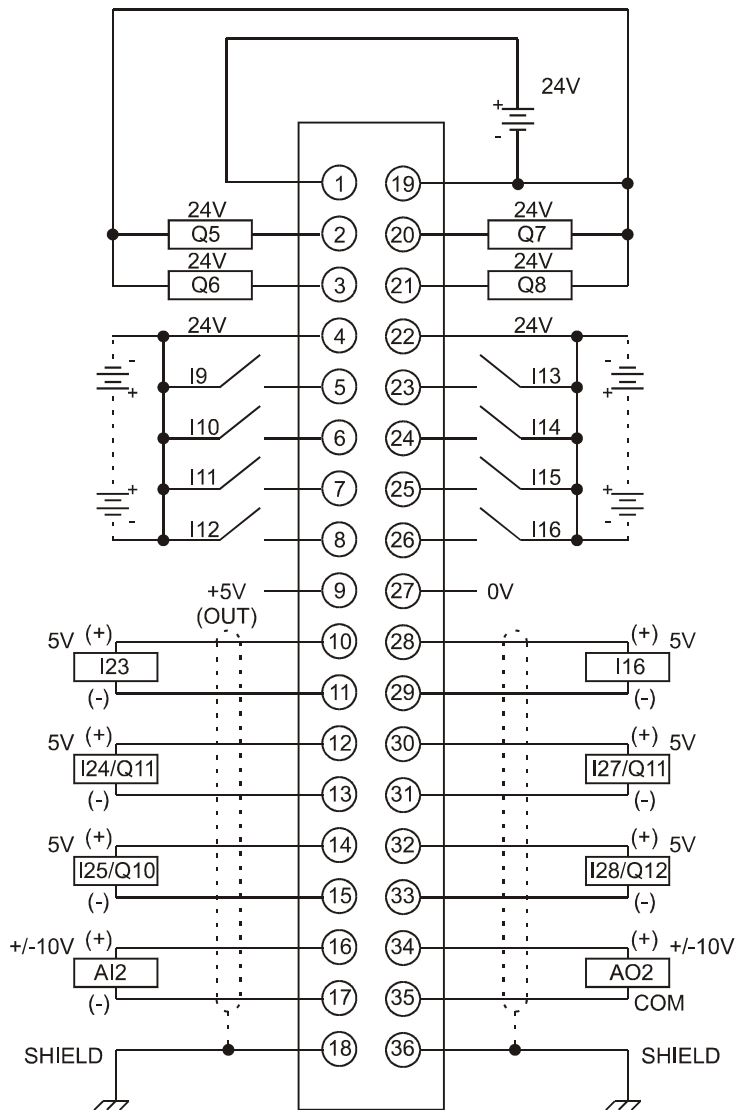 24V
+
-
1 19
24V 24V
Q5 2 20 Q7
24V 24V
Q6 3 21 Q8
24V 4 22 24V
- -
I9 5 23 I13
+ +
I10 6 24 I14
I11 7 25 I15
+ +
- -
I12 8 26 I16
+5V 9 27 0V
(OUT)
5V (+) 10 28 (+) 5V
I23 I16
(-) 11 29 (-)
5V (+) 12 30 (+) 5V
I24/Q11 I27/Q11
(-) 13 31 (-)
5V (+) 14 32 (+) 5V
I25/Q10 I28/Q12
(-) 15 33 (-)
+/-10V (+) 16 34 (+) +/-10V
AI2 AO2
(-) 17 35 COM
SHIELD 18 36 SHIELD